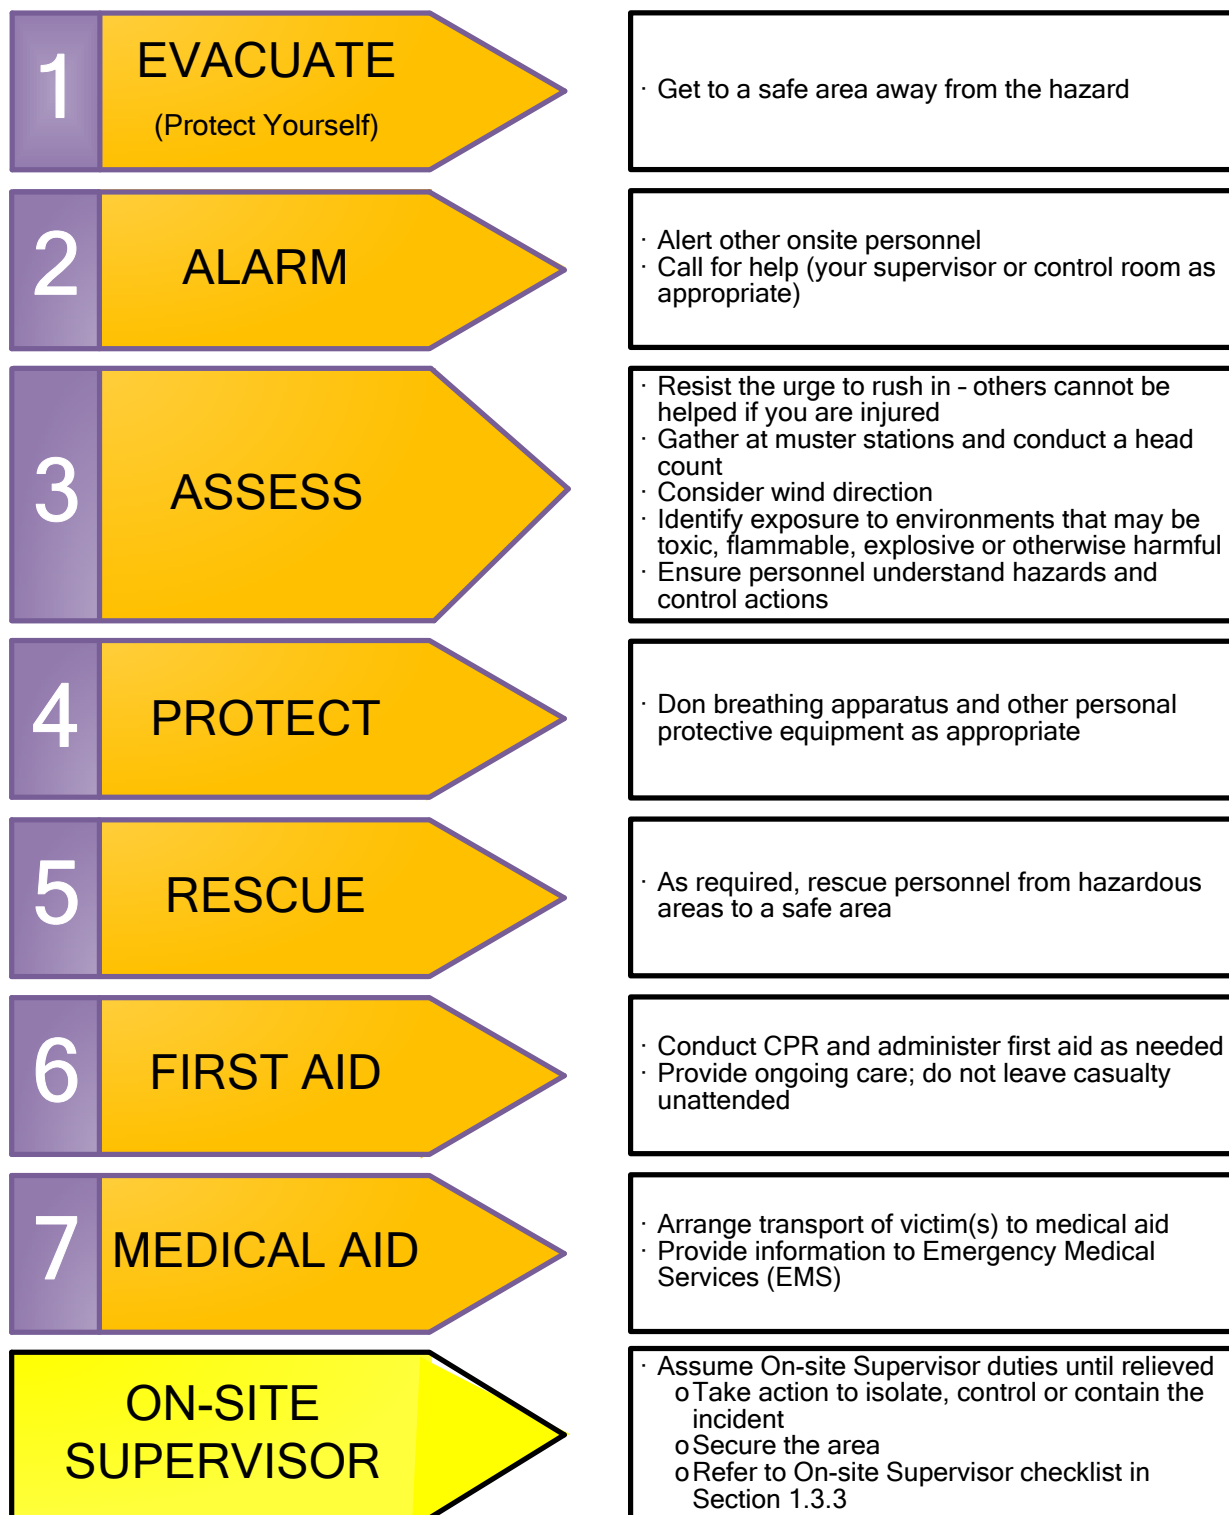 1
EVACUATE
(Protect Yourself)
· Get to a safe area away from the hazard
2
ALARM
· Alert other onsite personnel
· Call for help (your supervisor or control room as
appropriate)
3
ASSESS
· Resist the urge to rush in – others cannot be
helped if you are injured
· Gather at muster stations and conduct a head
count
· Consider wind direction
· Identify exposure to environments that may be
toxic, flammable, explosive or otherwise harmful
· Ensure personnel understand hazards and
control actions
4
PROTECT
· Don breathing apparatus and other personal
protective equipment as appropriate
5
RESCUE
· As required, rescue personnel from hazardous
areas to a safe area
6
FIRST AID
· Conduct CPR and administer first aid as needed
· Provide ongoing care; do not leave casualty
unattended
7
MEDICAL AID
· Arrange transport of victim(s) to medical aid
· Provide information to Emergency Medical
Services (EMS)
ON-SITE
SUPERVISOR
· Assume On-site Supervisor duties until relieved
o Take action to isolate, control or contain the
incident
o Secure the area
o Refer to On-site Supervisor checklist in
Section 1.3.3